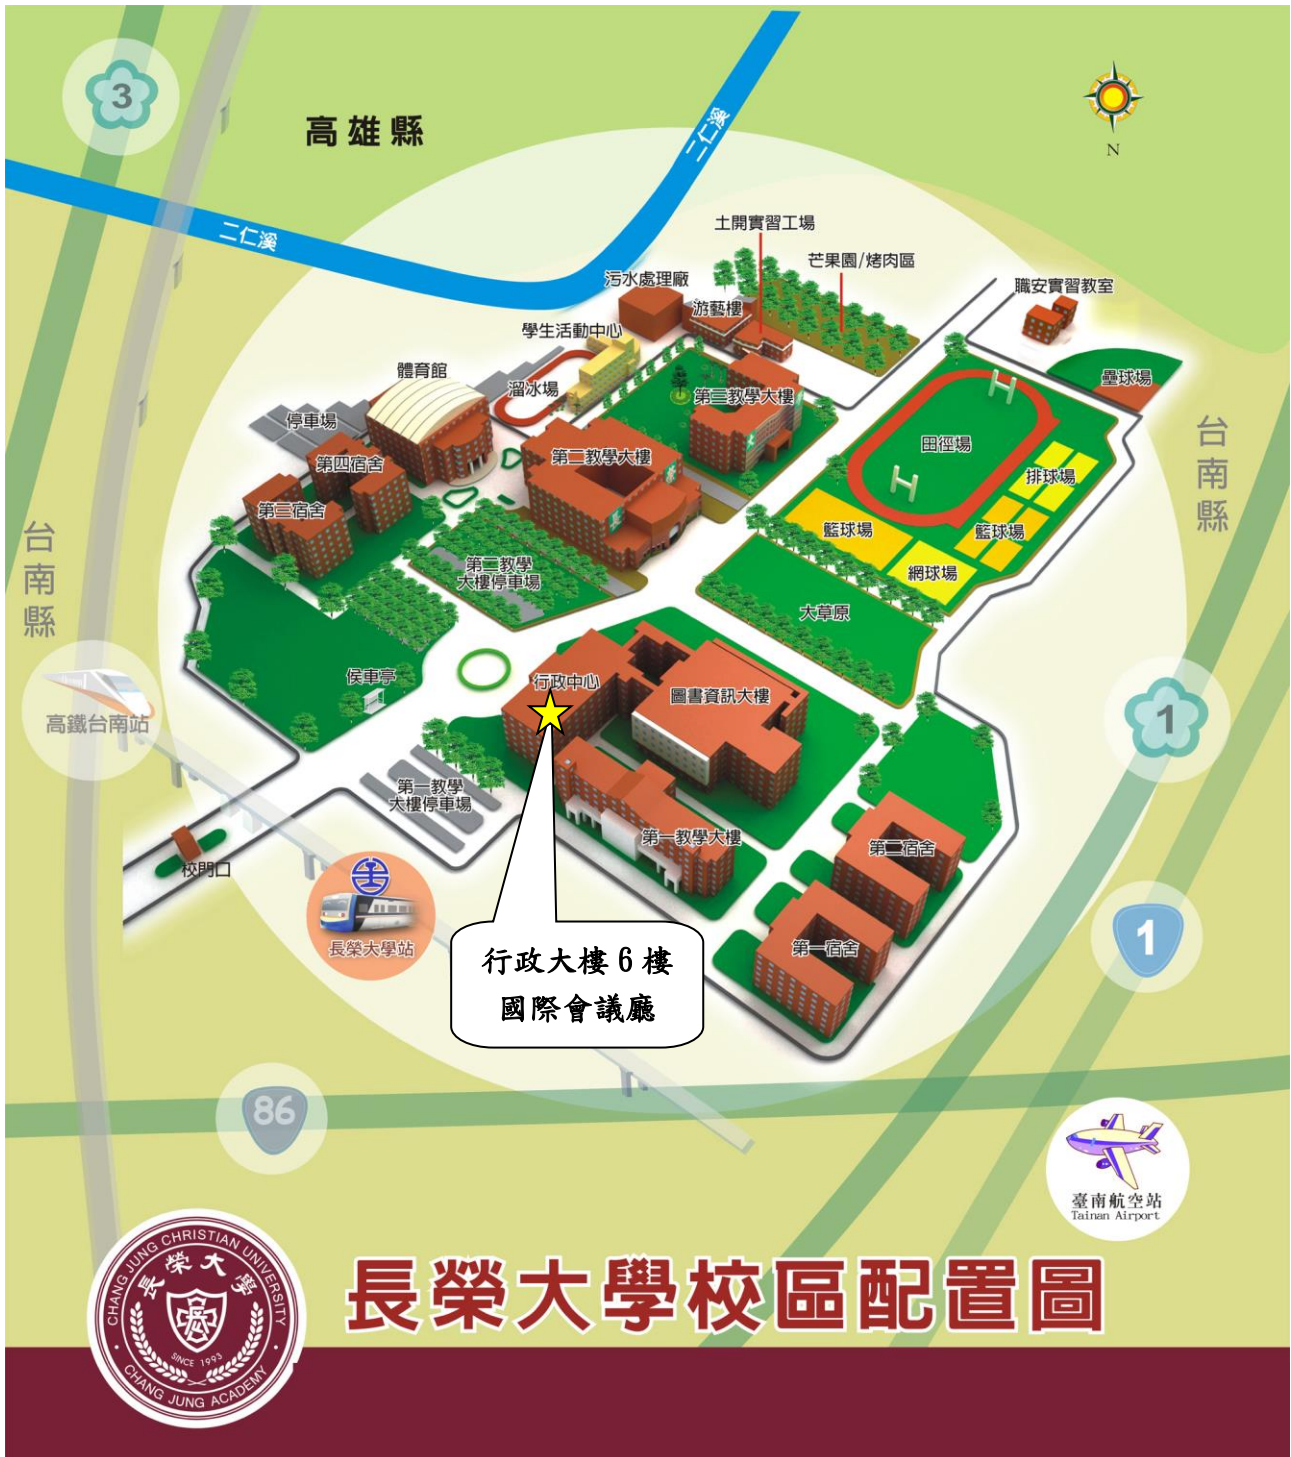 3
高雄縣
N
二仁溪
二仁溪
土開實習工場
芒果園/烤肉區
污水處理廠
游藝樓
職安實習教室
學生活動中心
體育館
溜冰場
第三教學大樓
壘球場
停車場
田徑場
台南縣
第四宿舍
第二教學大樓
排球場
第三宿舍
籃球場
籃球場
台南縣
第二教學
大樓停車場
網球場
大草原
侯車亭
行政中心
圖書資訊大樓
高鐵台南站
1
第一教學
大樓停車場
第一教學大樓
第二宿舍
校門口
長榮大學站
第一宿舍
1
行政大樓 6 樓
國際會議廳
86
臺南航空站
Tainan Airport
CHANG JUNG CHRISTIAN UNIVERSITY
長榮大學
SINCE 1993
CHANG JUNG ACADEMY
長榮大學校區配置圖